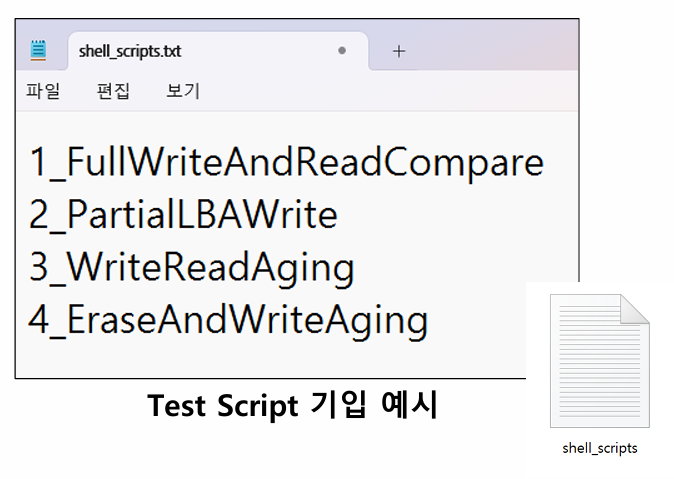 shell_scripts.txt
파일 편집 보기
1_FullWriteAndReadCompare
2_PartialLBAWrite
3_WriteReadAging
4_EraseAndWriteAging
Test Script 기입 예시
shell_scripts